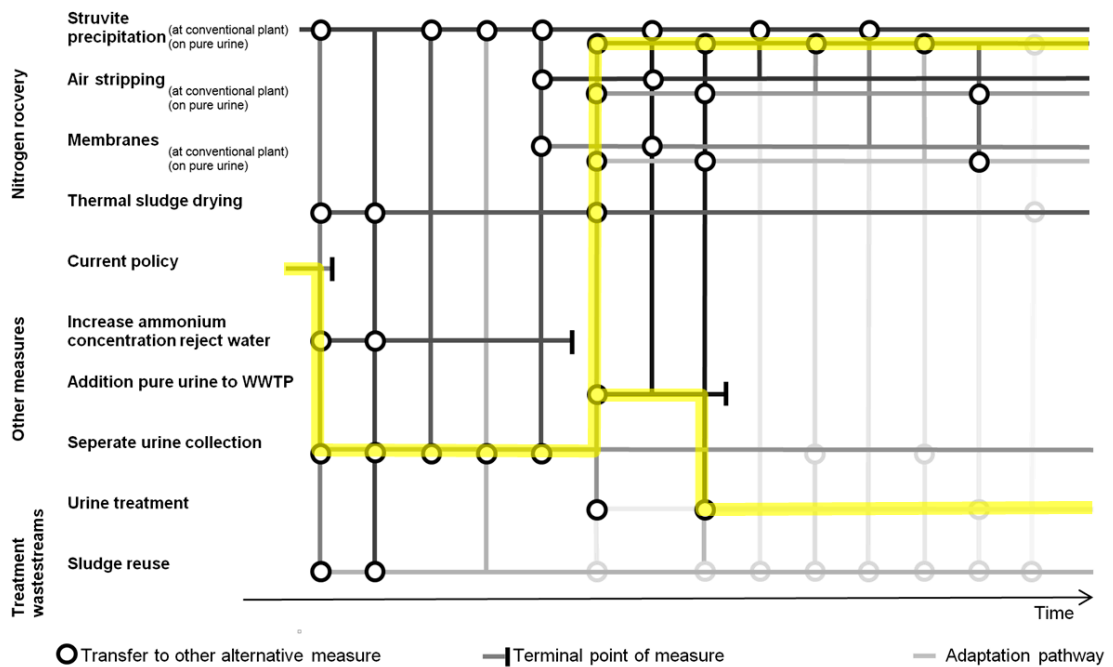 Nitrogen rocvery
Struvite
precipitation (at conventional plant)
(on pure urine)
Air stripping
(at conventional plant)
(on pure urine)
Membranes
(at conventional plant)
(on pure urine)
Thermal sludge drying
Other measures
Current policy
Increase ammonium
concentration reject water
Addition pure urine to WWTP
Seperate urine collection
Treatment
wastestreams
Urine treatment
Sludge reuse
Time
Transfer to other alternative measure
Terminal point of measure
Adaptation pathway